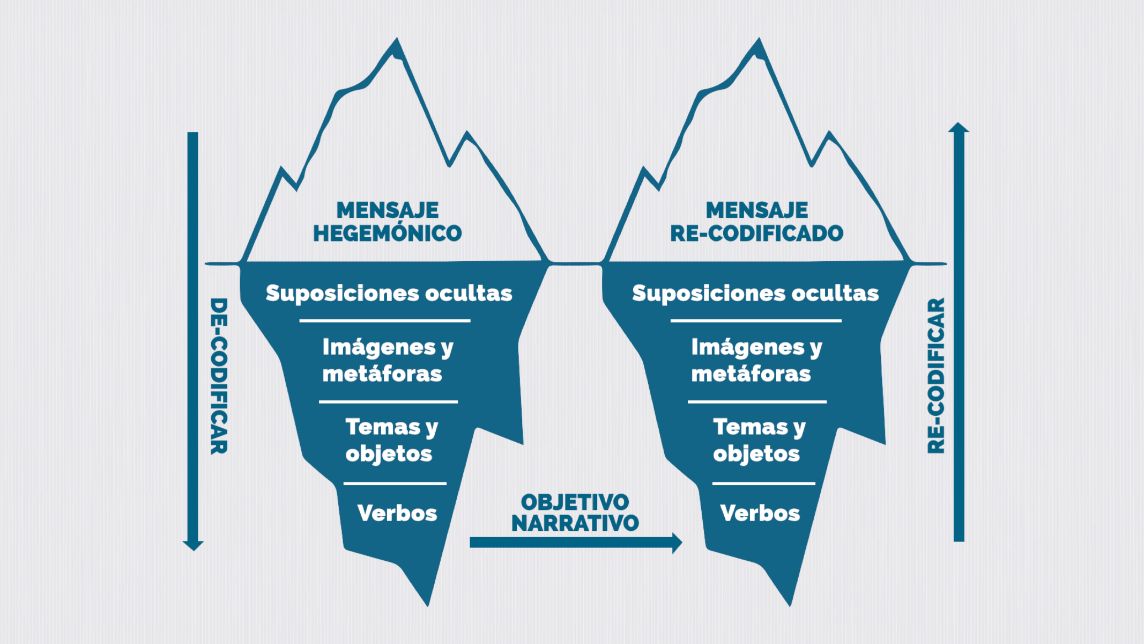 MENSAJE
HEGEMÓNICO
Suposiciones ocultas
Imágenes y
metáforas
Temas y
objetos
Verbos
DE-CODIFICAR
OBJETIVO
NARRATIVO
MENSAJE
RE-CODIFICADO
Suposiciones ocultas
Imágenes y
metáforas
Temas y
objetos
Verbos
RE-CODIFICAR